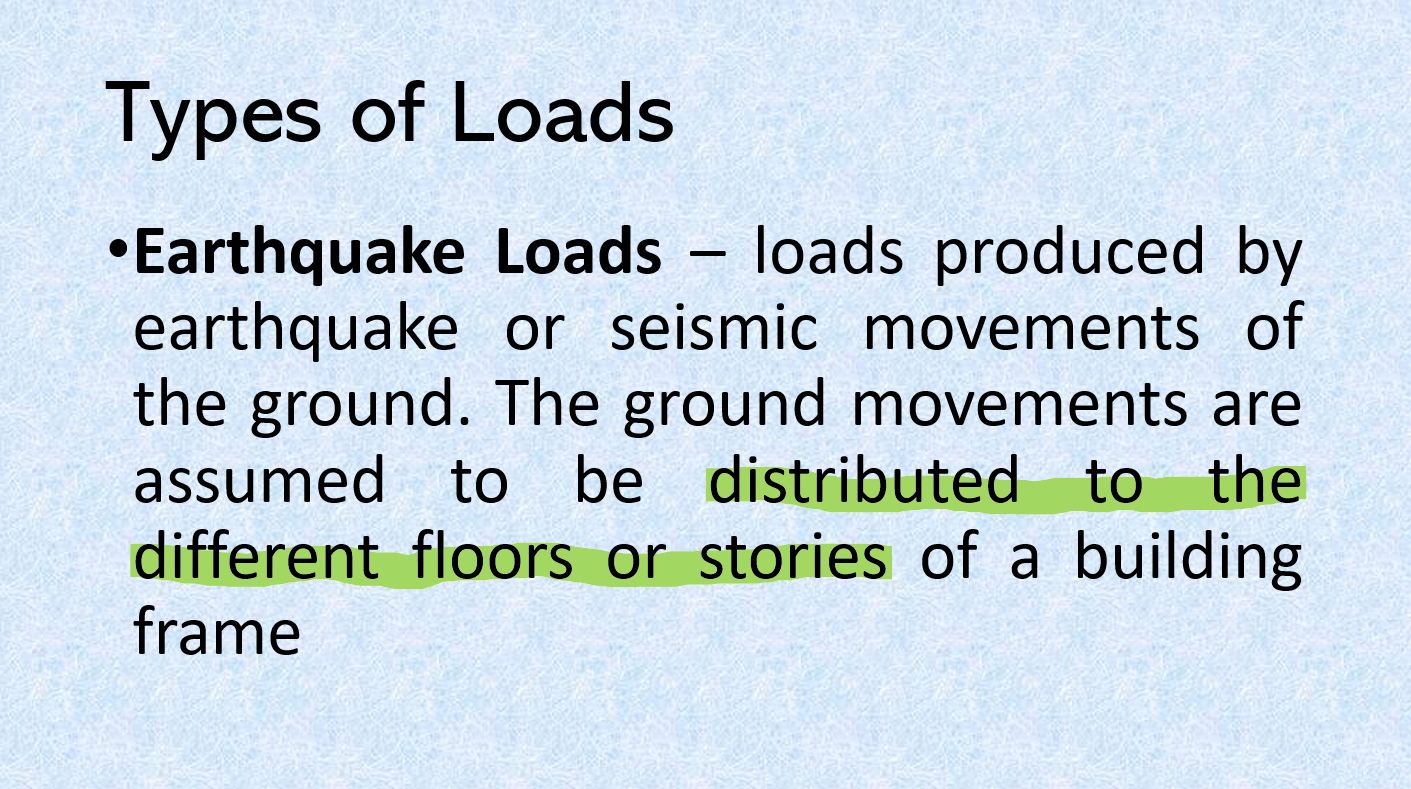 Types of Loads
•Earthquake Loads – loads produced by
earthquake or seismic movements of
the ground. The ground movements are
assumed to be distributed to the
different floors or stories of a building
frame